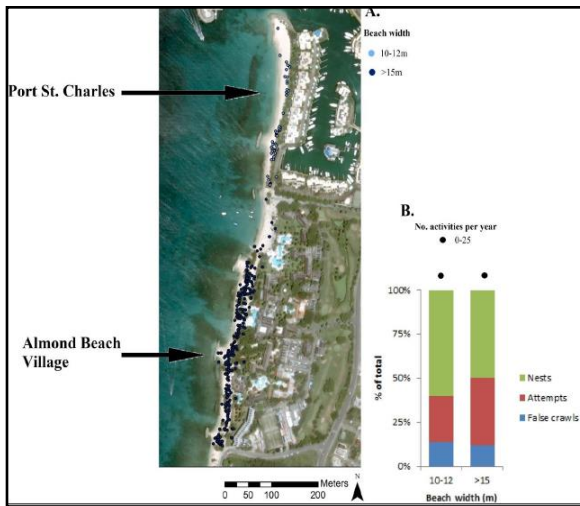 A.
Beach width
10-12m
>15m
Port St. Charles
B.
No. activities per year
0-25
100%
75%
50%
25%
0%
% of total
Nests
Attempts
False crawls
10-12
>15
Beach width (m)
Almond Beach
Village
N
Meters
0
50
100
200